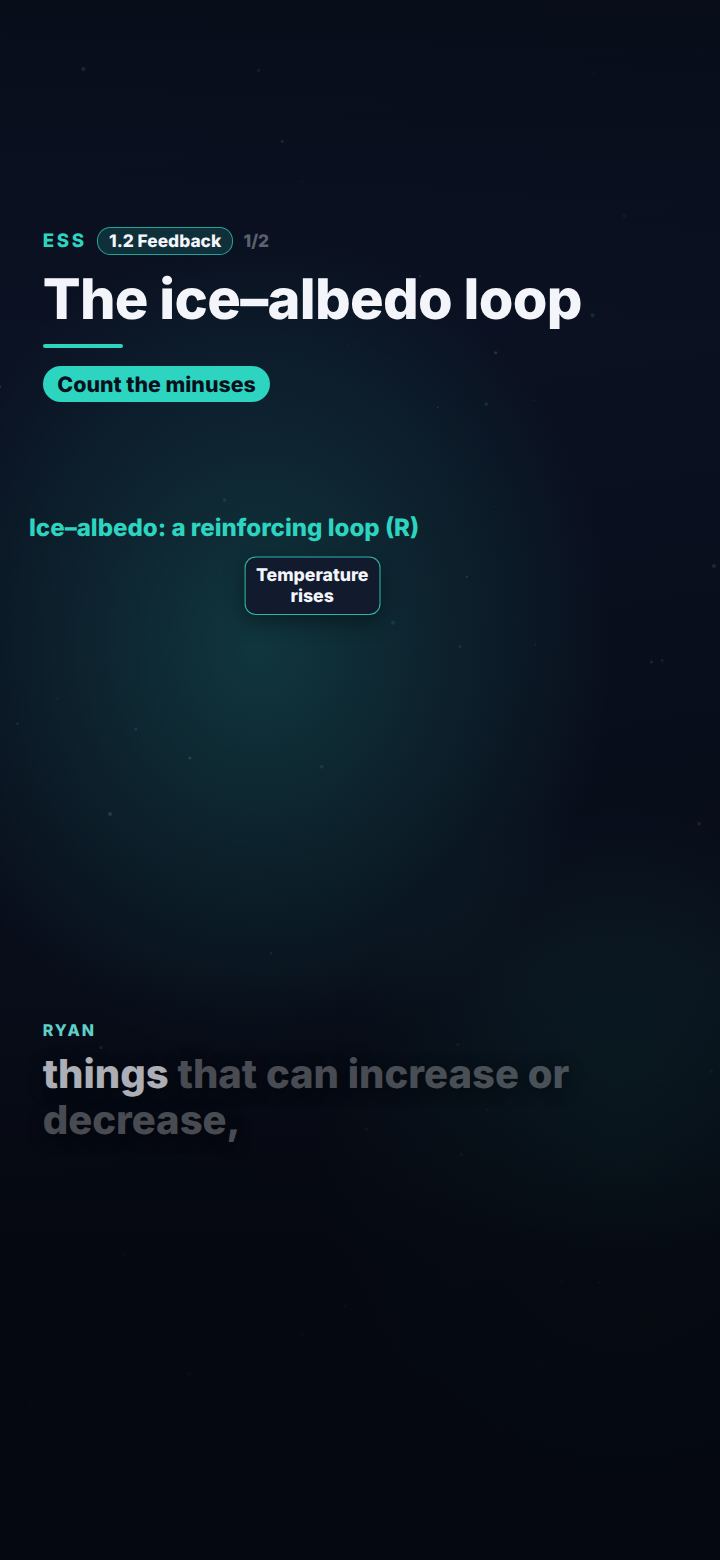 ESS 1.2 Feedback 1/2
The ice–albedo loop
Count the minuses
Ice–albedo: a reinforcing loop (R)
Temperature
rises
RYAN
things that can increase or
decrease,